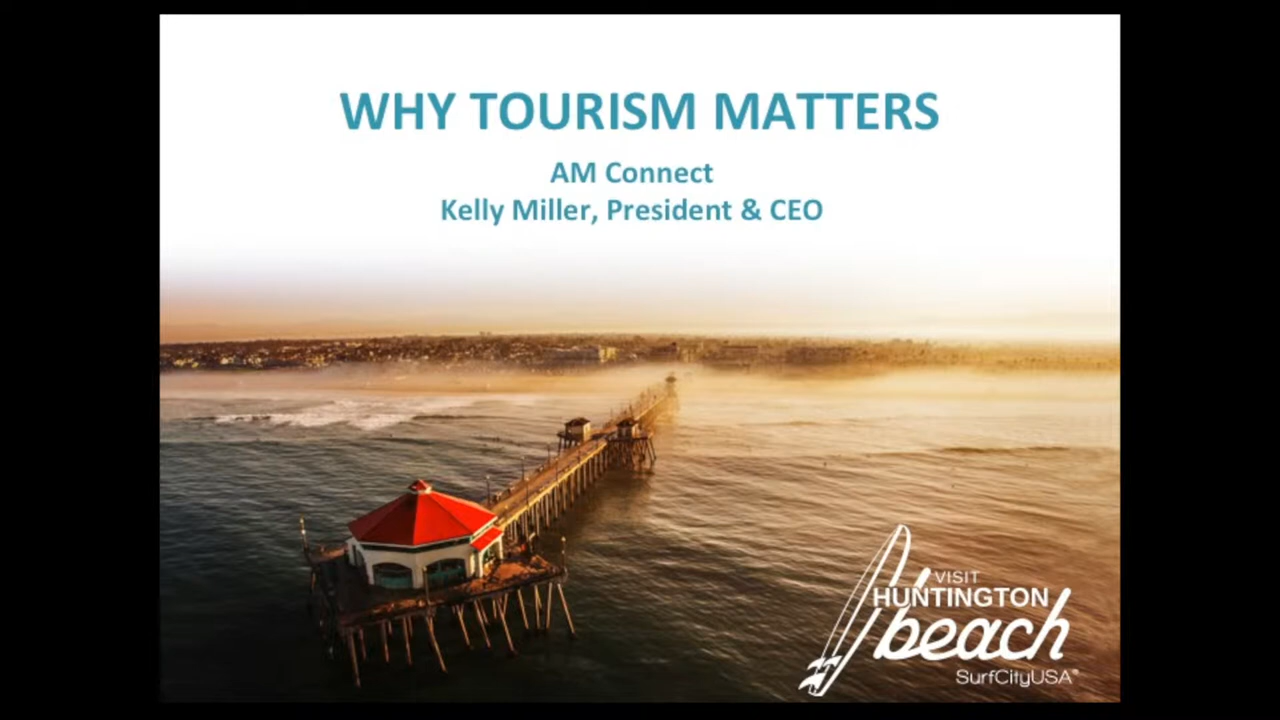 WHY TOURISM MATTERS
AM Connect
Kelly Miller, President & CEO
VISIT
HUNTINGTON
beach
SurfCityUSA